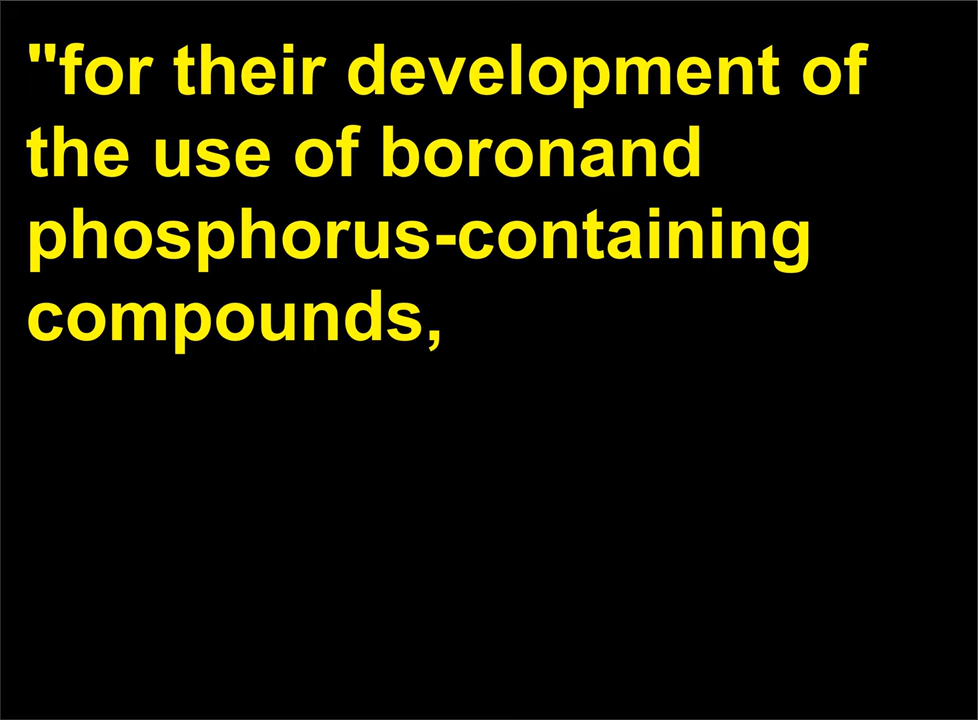 "for their development of
the use of boronand
phosphorus-containing
compounds,